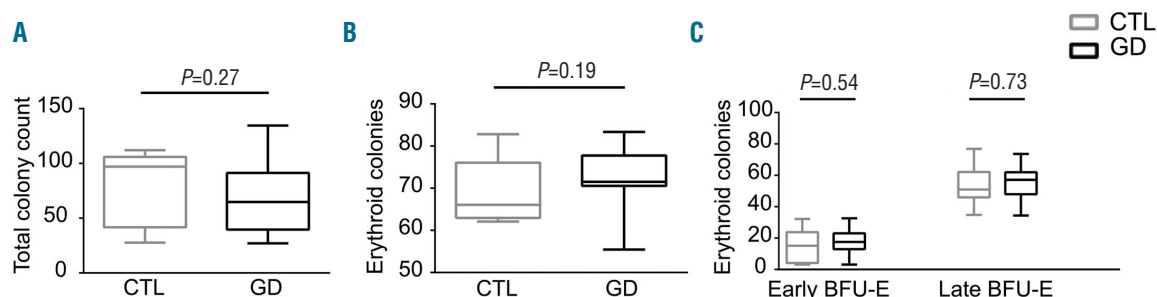 A
B
C
CTL
GD
P=0.27
Total colony count
150
100
50
0
CTL
GD
P=0.19
Erythroid colonies
90
80
70
60
50
CTL
GD
P=0.54
P=0.73
Erythroid colonies
100
80
60
40
20
0
Early BFU-E
Late BFU-E